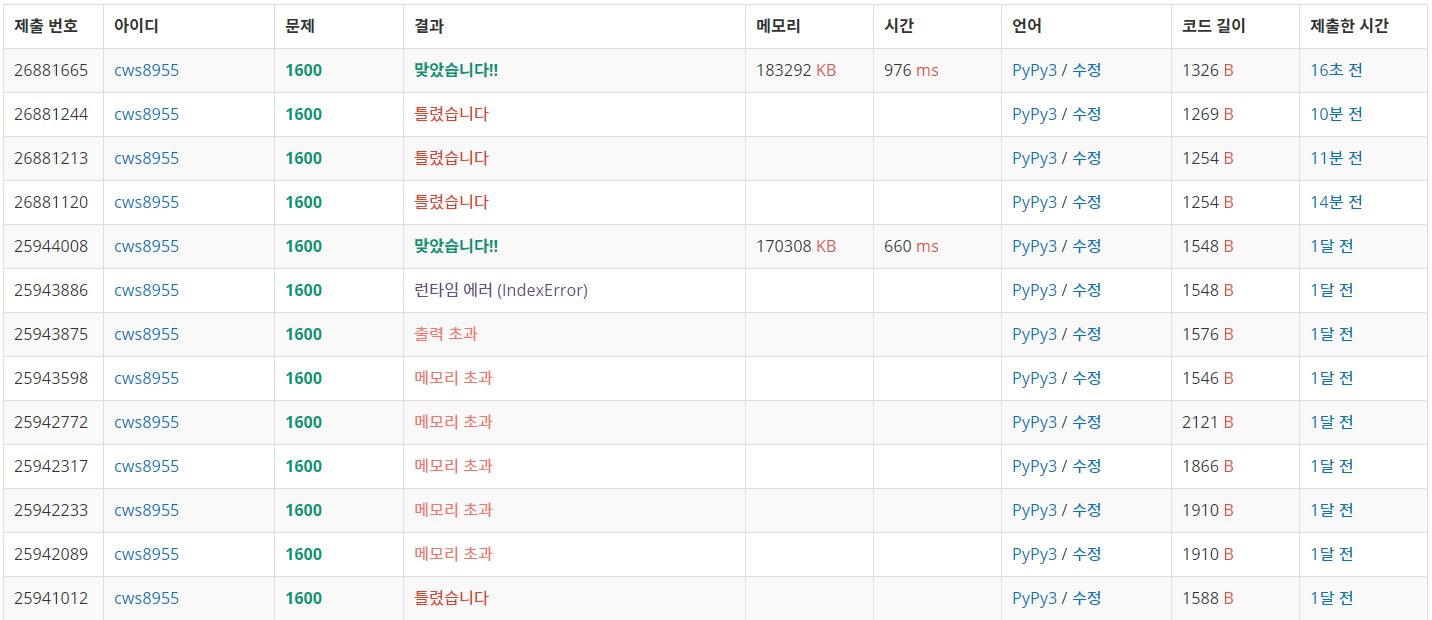 제출 번호 아이디 문제 결과 메모리 시간 언어 코드 길이 제출한 시간
26881665 cws8955 1600 맞았습니다!! 183292 KB 976 ms PyPy3 / 수정 1326 B 16초 전
26881244 cws8955 1600 틀렸습니다 PyPy3 / 수정 1269 B 10분 전
26881213 cws8955 1600 틀렸습니다 PyPy3 / 수정 1254 B 11분 전
26881120 cws8955 1600 틀렸습니다 PyPy3 / 수정 1254 B 14분 전
25944008 cws8955 1600 맞았습니다!! 170308 KB 660 ms PyPy3 / 수정 1548 B 1달 전
25943886 cws8955 1600 런타임 에러 (IndexError) PyPy3 / 수정 1548 B 1달 전
25943875 cws8955 1600 출력 초과 PyPy3 / 수정 1576 B 1달 전
25943598 cws8955 1600 메모리 초과 PyPy3 / 수정 1546 B 1달 전
25942772 cws8955 1600 메모리 초과 PyPy3 / 수정 2121 B 1달 전
25942317 cws8955 1600 메모리 초과 PyPy3 / 수정 1866 B 1달 전
25942233 cws8955 1600 메모리 초과 PyPy3 / 수정 1910 B 1달 전
25942089 cws8955 1600 메모리 초과 PyPy3 / 수정 1910 B 1달 전
25941012 cws8955 1600 틀렸습니다 PyPy3 / 수정 1588 B 1달 전